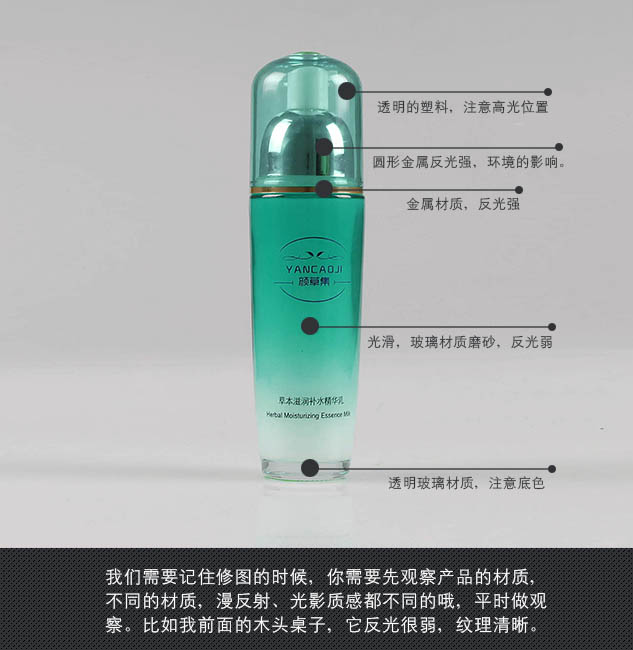 透明的塑料，注意高光位置
圆形金属反光强，环境的影响。
金属材质，反光强
YANCAOJI
颜草集
光滑，玻璃材质磨砂，反光弱
草本滋润补水精华乳
Herbal Moisturizing Essence Milk
透明玻璃材质，注意底色
我们需要记住修图的时候，你需要先观察产品的材质，
不同的材质，漫反射、光影质感都不同的哦，平时做观
察。比如我前面的木头桌子，它反光很弱，纹理清晰。